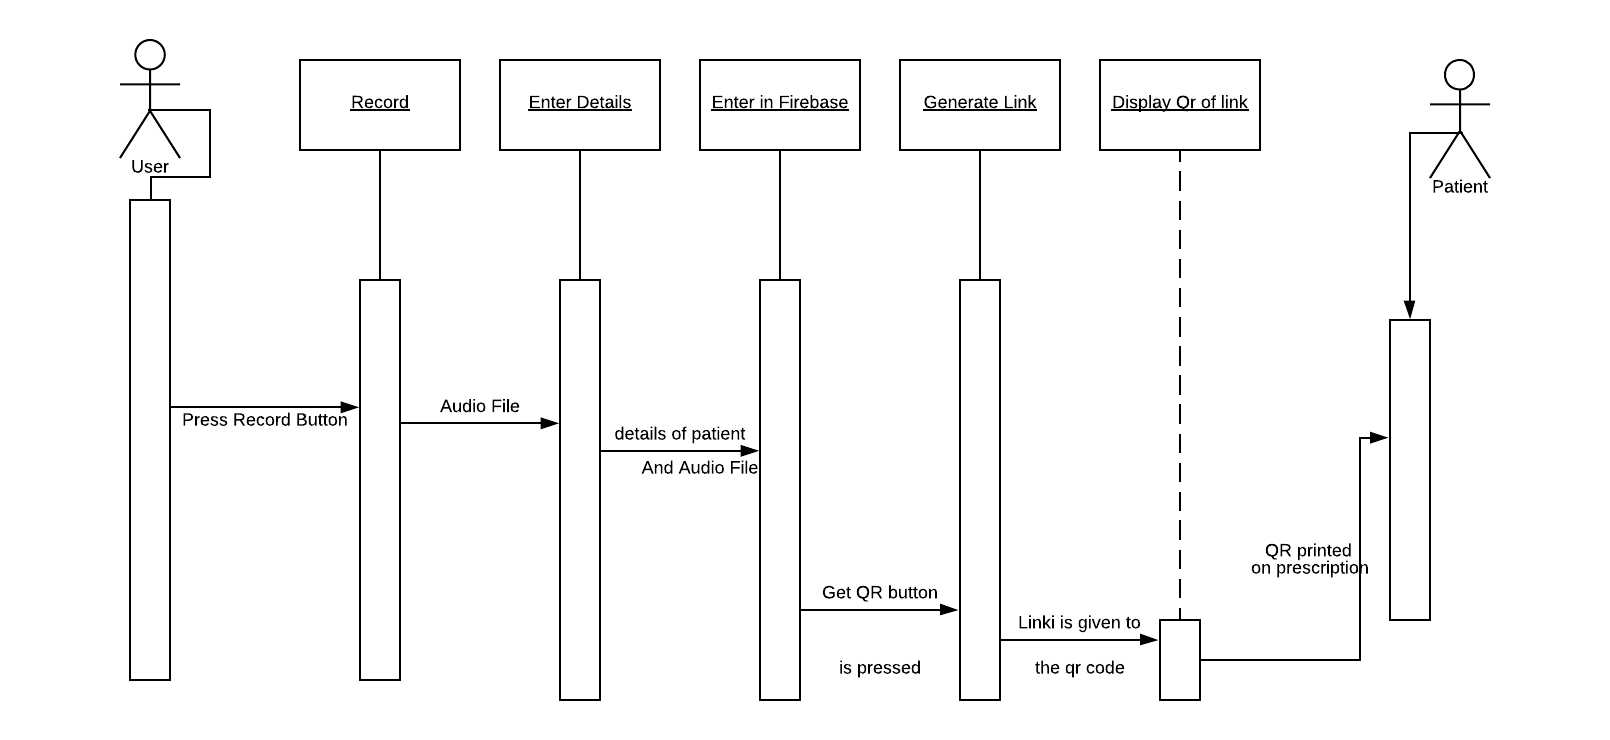 User
Record
Enter Details
Enter in Firebase
Generate Link
Display Qr of link
Patient
Press Record Button
Audio File
details of patient
And Audio File
Get QR button
is pressed
Linki is given to
the qr code
QR printed
on prescription